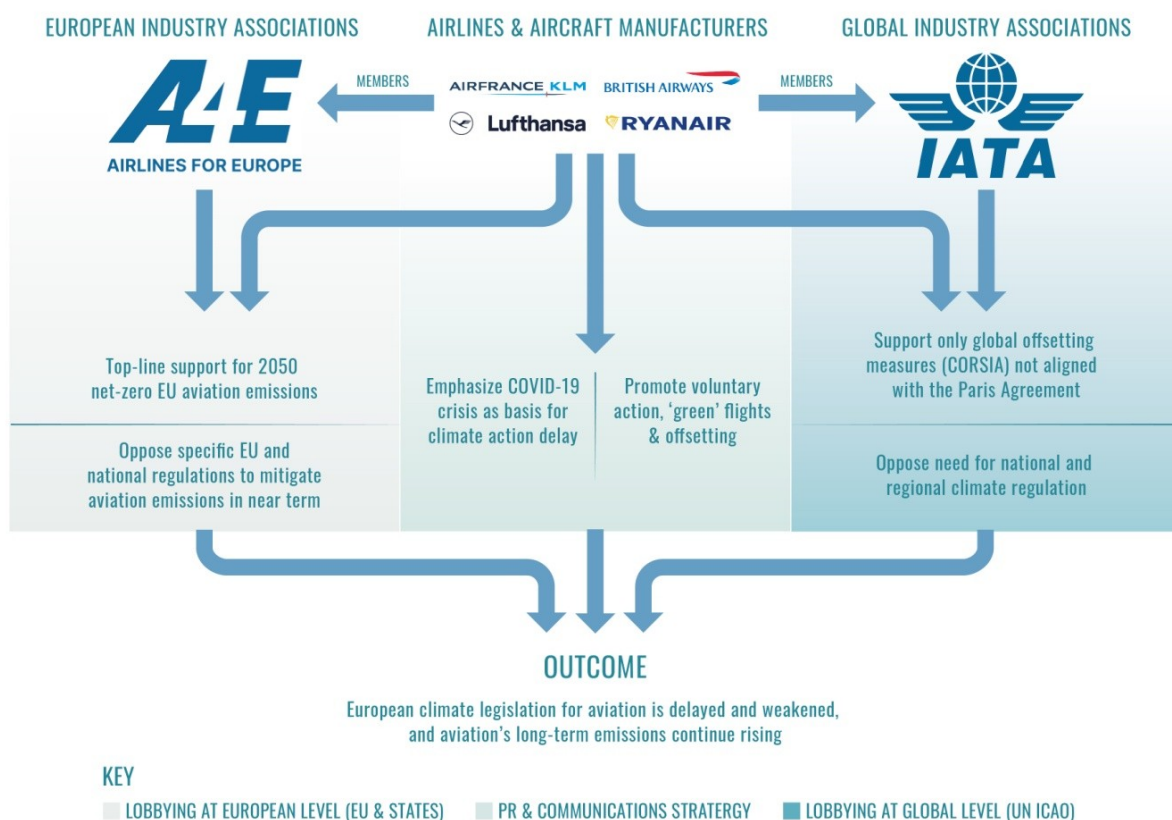 EUROPEAN INDUSTRY ASSOCIATIONS
A4E
AIRLINES FOR EUROPE
MEMBERS
AIRLINES & AIRCRAFT MANUFACTURERS
AIRFRANCE KLM
BRITISH AIRWAYS
Lufthansa
RYANAIR
MEMBERS
GLOBAL INDUSTRY ASSOCIATIONS
IATA
Top-line support for 2050
net-zero EU aviation emissions
Oppose specific EU and
national regulations to mitigate
aviation emissions in near term
Emphasize COVID-19
crisis as basis for
climate action delay
Promote voluntary
action, ‘green’ flights
& offsetting
Support only global offsetting
measures (CORSIA) not aligned
with the Paris Agreement
Oppose need for national and
regional climate regulation
OUTCOME
European climate legislation for aviation is delayed and weakened,
and aviation’s long-term emissions continue rising
KEY
LOBBYING AT EUROPEAN LEVEL (EU & STATES)
PR & COMMUNICATIONS STRATERGY
LOBBYING AT GLOBAL LEVEL (UN ICAO)